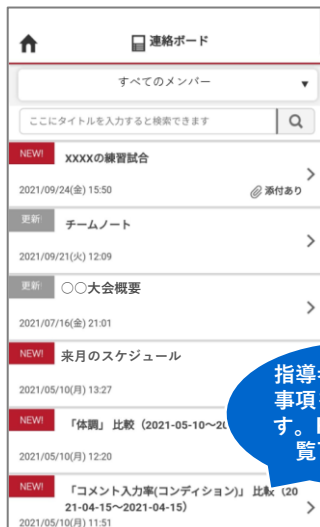 連絡ボード
すべてのメンバー ▼
ここにタイトルを入力すると検索できます
NEW! XXXXの練習試合
2021/09/24(金) 15:50 添付あり
更新! チームノート
2021/09/21(火) 12:09
更新! 〇〇大会概要
2021/07/16(金) 21:01
NEW! 来月のスケジュール
2021/05/10(月) 13:27
NEW! 「体調」 比較（2021-05-10～20
2021/05/10(月) 12:20
NEW! 「コメント入力率(コンディション)」 比較（20
21-04-15～2021-04-15）
2021/05/10(月) 11:51
指導
事項
す。
覧